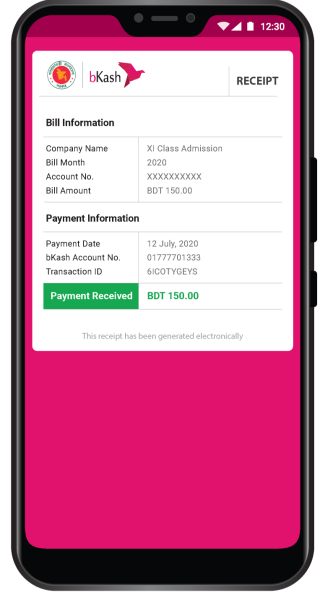 12:30
bKash
RECEIPT
Bill Information
Company Name XI Class Admission
Bill Month 2020
Account No. XXXXXXXXXX
Bill Amount BDT 150.00
Payment Information
Payment Date 12 July, 2020
bKash Account No. 01777701333
Transaction ID 6ICOTYGEYS
Payment Received BDT 150.00
This receipt has been generated electronically